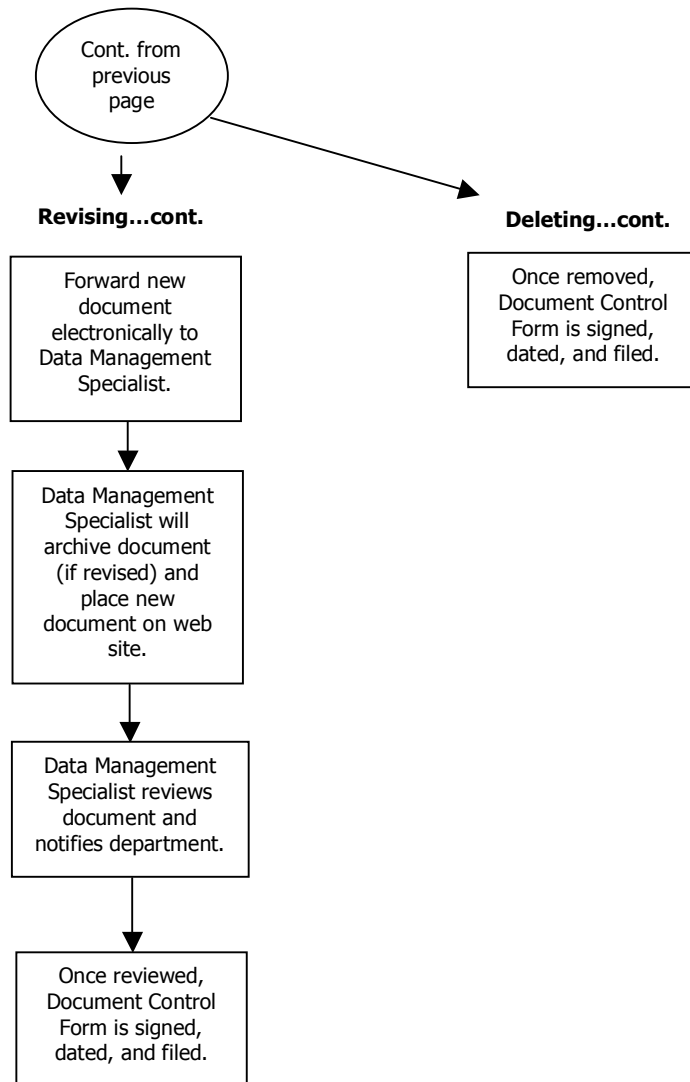 Cont. from
previous
page
Revising…cont.
Forward new
document
electronically to
Data Management
Specialist.
Data Management
Specialist will
archive document
(if revised) and
place new
document on web
site.
Data Management
Specialist reviews
document and
notifies department.
Once reviewed,
Document Control
Form is signed,
dated, and filed.
Deleting…cont.
Once removed,
Document Control
Form is signed,
dated, and filed.